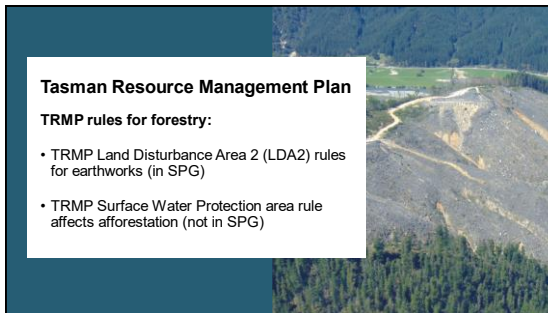 Tasman Resource Management Plan
TRMP rules for forestry:
• TRMP Land Disturbance Area 2 (LDA2) rules
for earthworks (in SPG)
• TRMP Surface Water Protection area rule
affects afforestation (not in SPG)